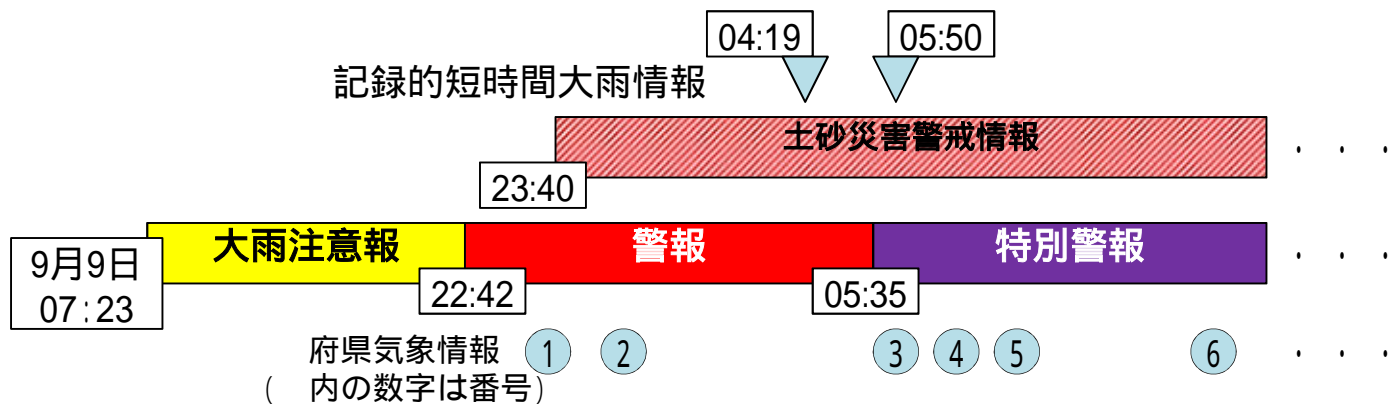 04:19
05:50
記録的短時間大雨情報
土砂災害警戒情報
・・・
23:40
大雨注意報
警報
特別警報
・・・
9月9日
07:23
22:42
05:35
府県気象情報
① ② ③ ④ ⑤ ⑥
・・・
( 内の数字は番号)